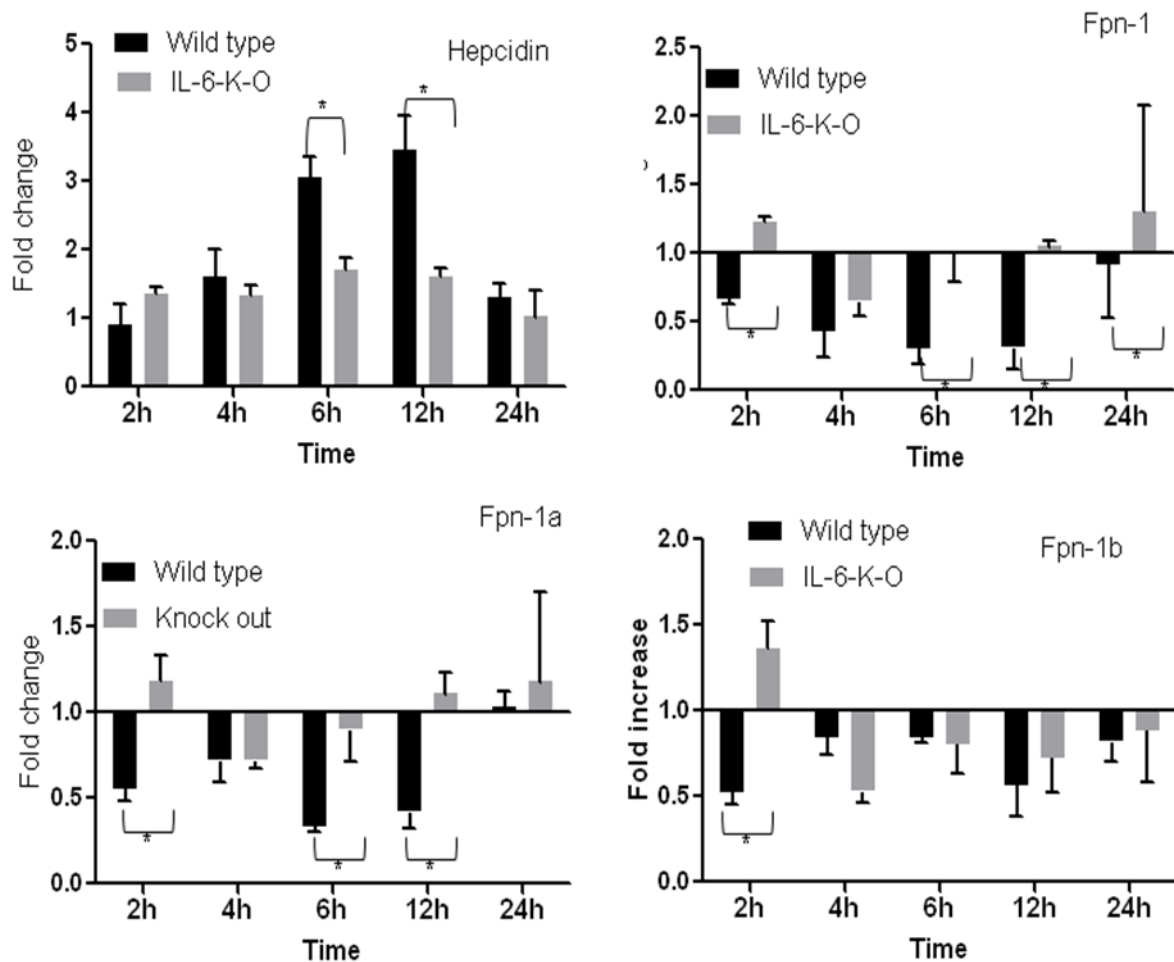 Hepcidin
Wild type
IL-6-K-O
Fold change
5
4
3
2
1
0
*
*
2h 4h 6h 12h 24h
Time
Fpn-1
Wild type
IL-6-K-O
2.5
2.0
1.5
1.0
0.5
0.0
*
*
*
*
2h 4h 6h 12h 24h
Time
Fpn-1a
Wild type
Knock out
Fold change
2.0
1.5
1.0
0.5
0.0
*
*
*
2h 4h 6h 12h 24h
Time
Fpn-1b
Wild type
IL-6-K-O
Fold increase
2.0
1.5
1.0
0.5
0.0
*
2h 4h 6h 12h 24h
Time